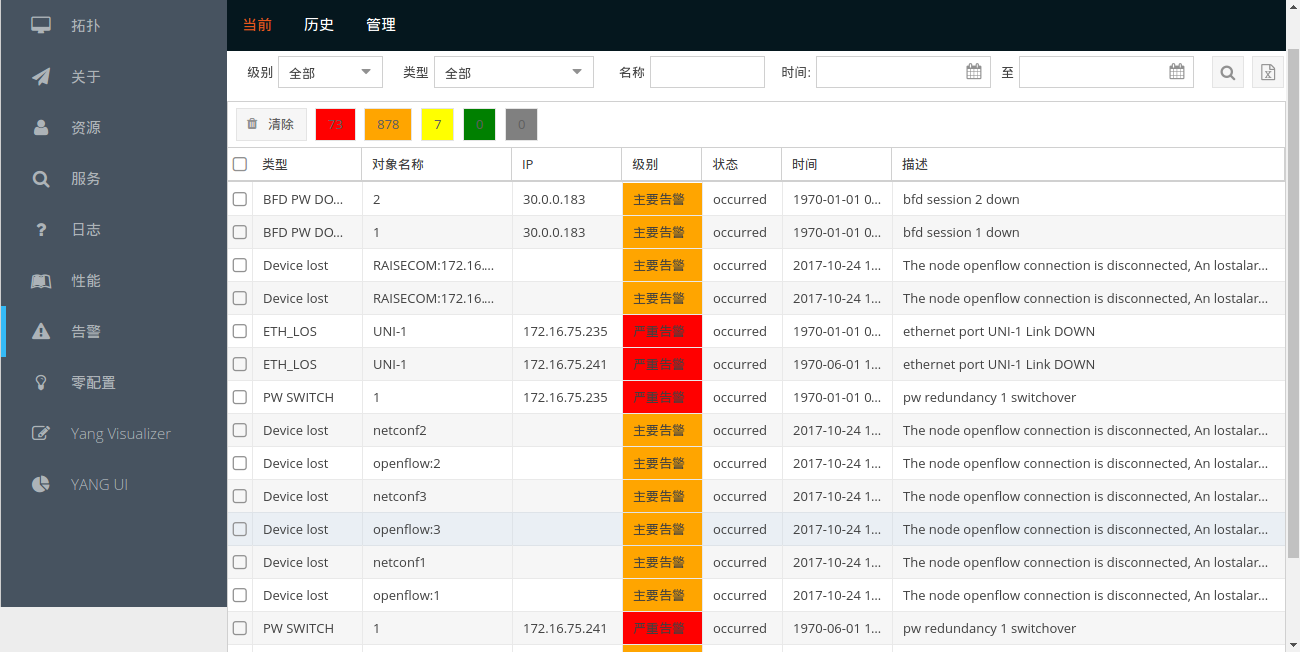 拓扑
关于
资源
服务
日志
性能
告警
零配置
Yang Visualizer
YANG UI
当前 历史 管理
级别 全部 类型 全部 名称 时间: 至
清除 73 878 7 0 0
类型 对象名称 IP 级别 状态 时间 描述
BFD PW DO... 2 30.0.0.183 主要告警 occurred 1970-01-01 0... bfd session 2 down
BFD PW DO... 1 30.0.0.183 主要告警 occurred 1970-01-01 0... bfd session 1 down
Device lost RAISECOM:172.16.... 主要告警 occurred 2017-10-24 1... The node openflow connection is disconnected, An lostalar...
Device lost RAISECOM:172.16.... 主要告警 occurred 2017-10-24 1... The node openflow connection is disconnected, An lostalar...
ETH_LOS UNI-1 172.16.75.235 严重告警 occurred 1970-01-01 0... ethernet port UNI-1 Link DOWN
ETH_LOS UNI-1 172.16.75.241 严重告警 occurred 1970-06-01 1... ethernet port UNI-1 Link DOWN
PW SWITCH 1 172.16.75.235 严重告警 occurred 1970-01-01 0... pw redundancy 1 switchover
Device lost netconf2 主要告警 occurred 2017-10-24 1... The node openflow connection is disconnected, An lostalar...
Device lost openflow:2 主要告警 occurred 2017-10-24 1... The node openflow connection is disconnected, An lostalar...
Device lost netconf3 主要告警 occurred 2017-10-24 1... The node openflow connection is disconnected, An lostalar...
Device lost openflow:3 主要告警 occurred 2017-10-24 1... The node openflow connection is disconnected, An lostalar...
Device lost netconf1 主要告警 occurred 2017-10-24 1... The node openflow connection is disconnected, An lostalar...
Device lost openflow:1 主要告警 occurred 2017-10-24 1... The node openflow connection is disconnected, An lostalar...
PW SWITCH 1 172.16.75.241 严重告警 occurred 1970-06-01 1... pw redundancy 1 switchover